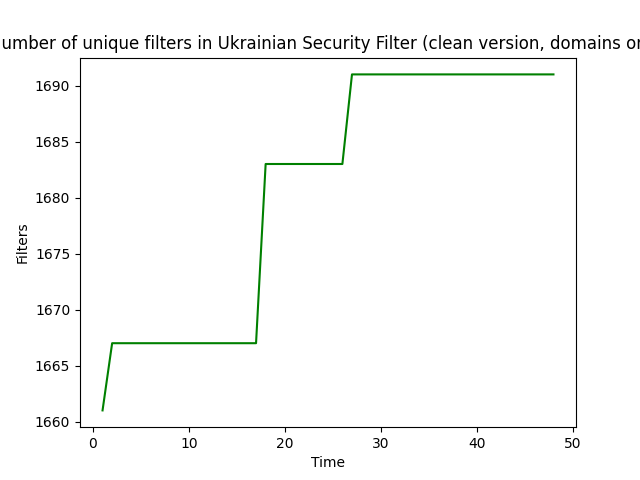 umber of unique filters in Ukrainian Security Filter (clean version, domains or
1690
1685
1680
1675
1670
1665
1660
Filters
0 10 20 30 40 50
Time